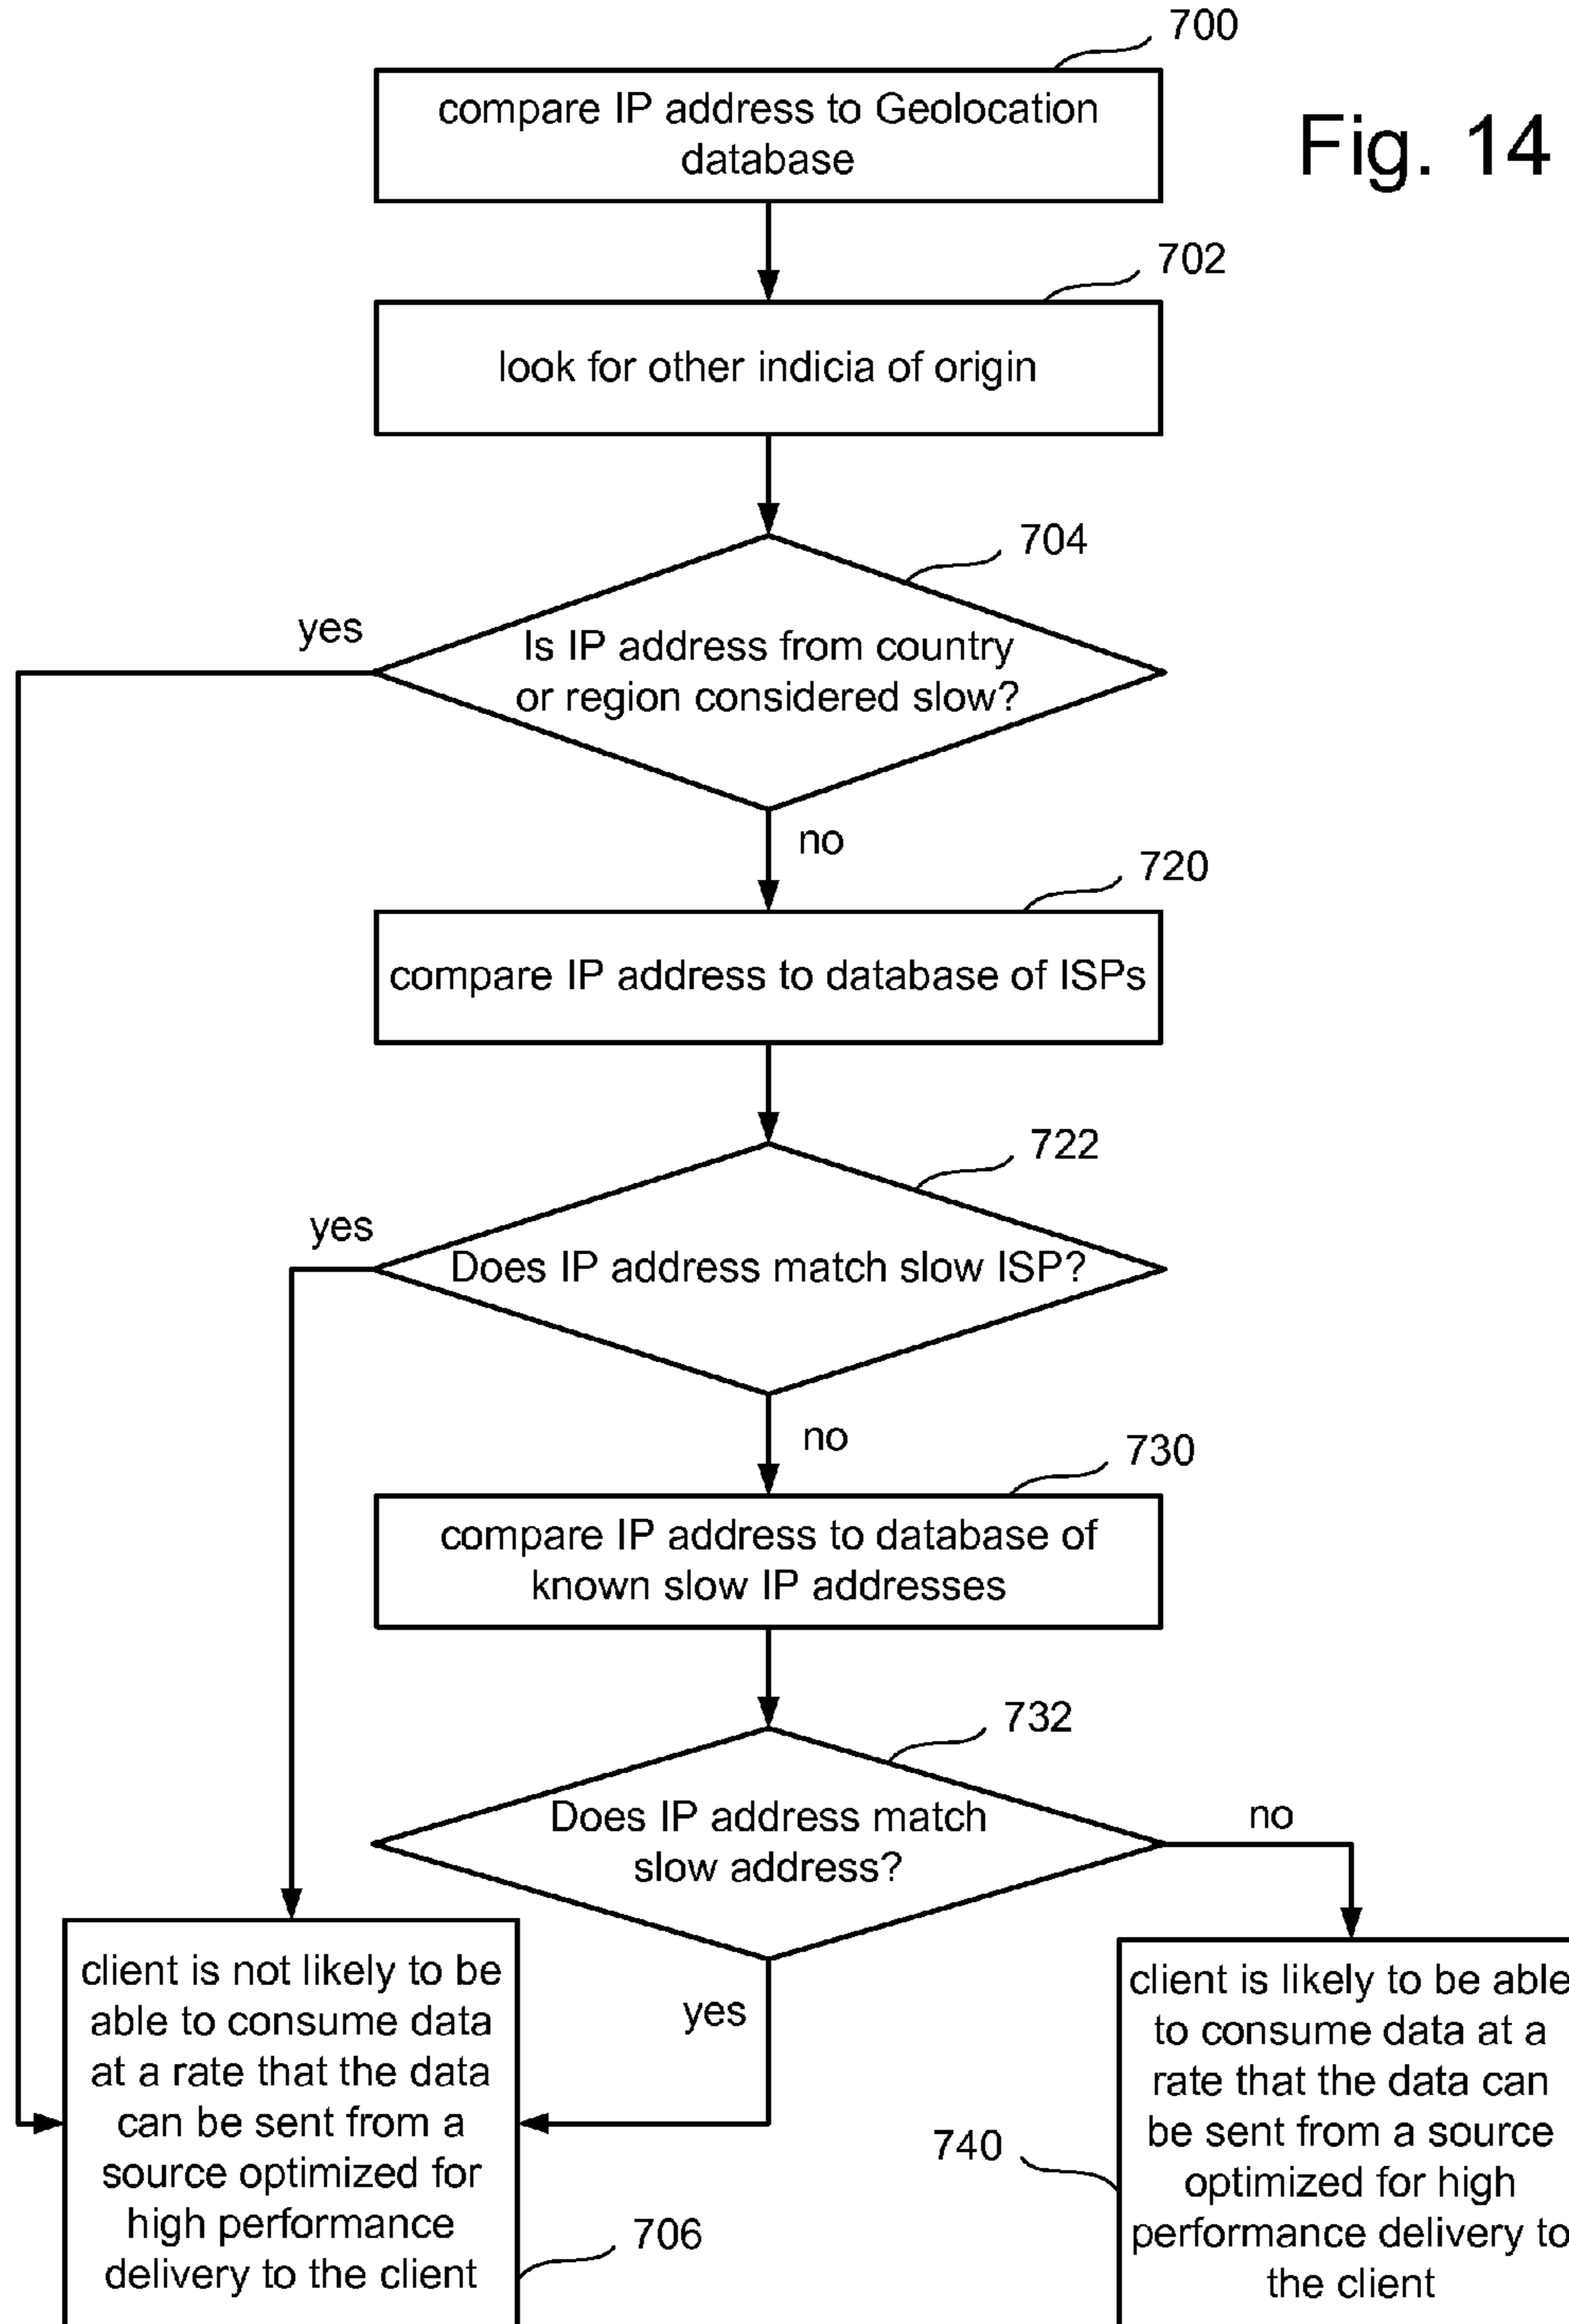 700
compare IP address to Geolocation
database
Fig. 14
702
look for other indicia of origin
704
yes
Is IP address from country
or region considered slow?
no
720
compare IP address to database of ISPs
722
yes
Does IP address match slow ISP?
no
730
compare IP address to database of
known slow IP addresses
732
Does IP address match
slow address?
no
yes
client is not likely to be
able to consume data
at a rate that the data
can be sent from a
source optimized for
high performance
delivery to the client
706
client is likely to be able
to consume data at a
rate that the data can
be sent from a source
optimized for high
performance delivery to
the client
740